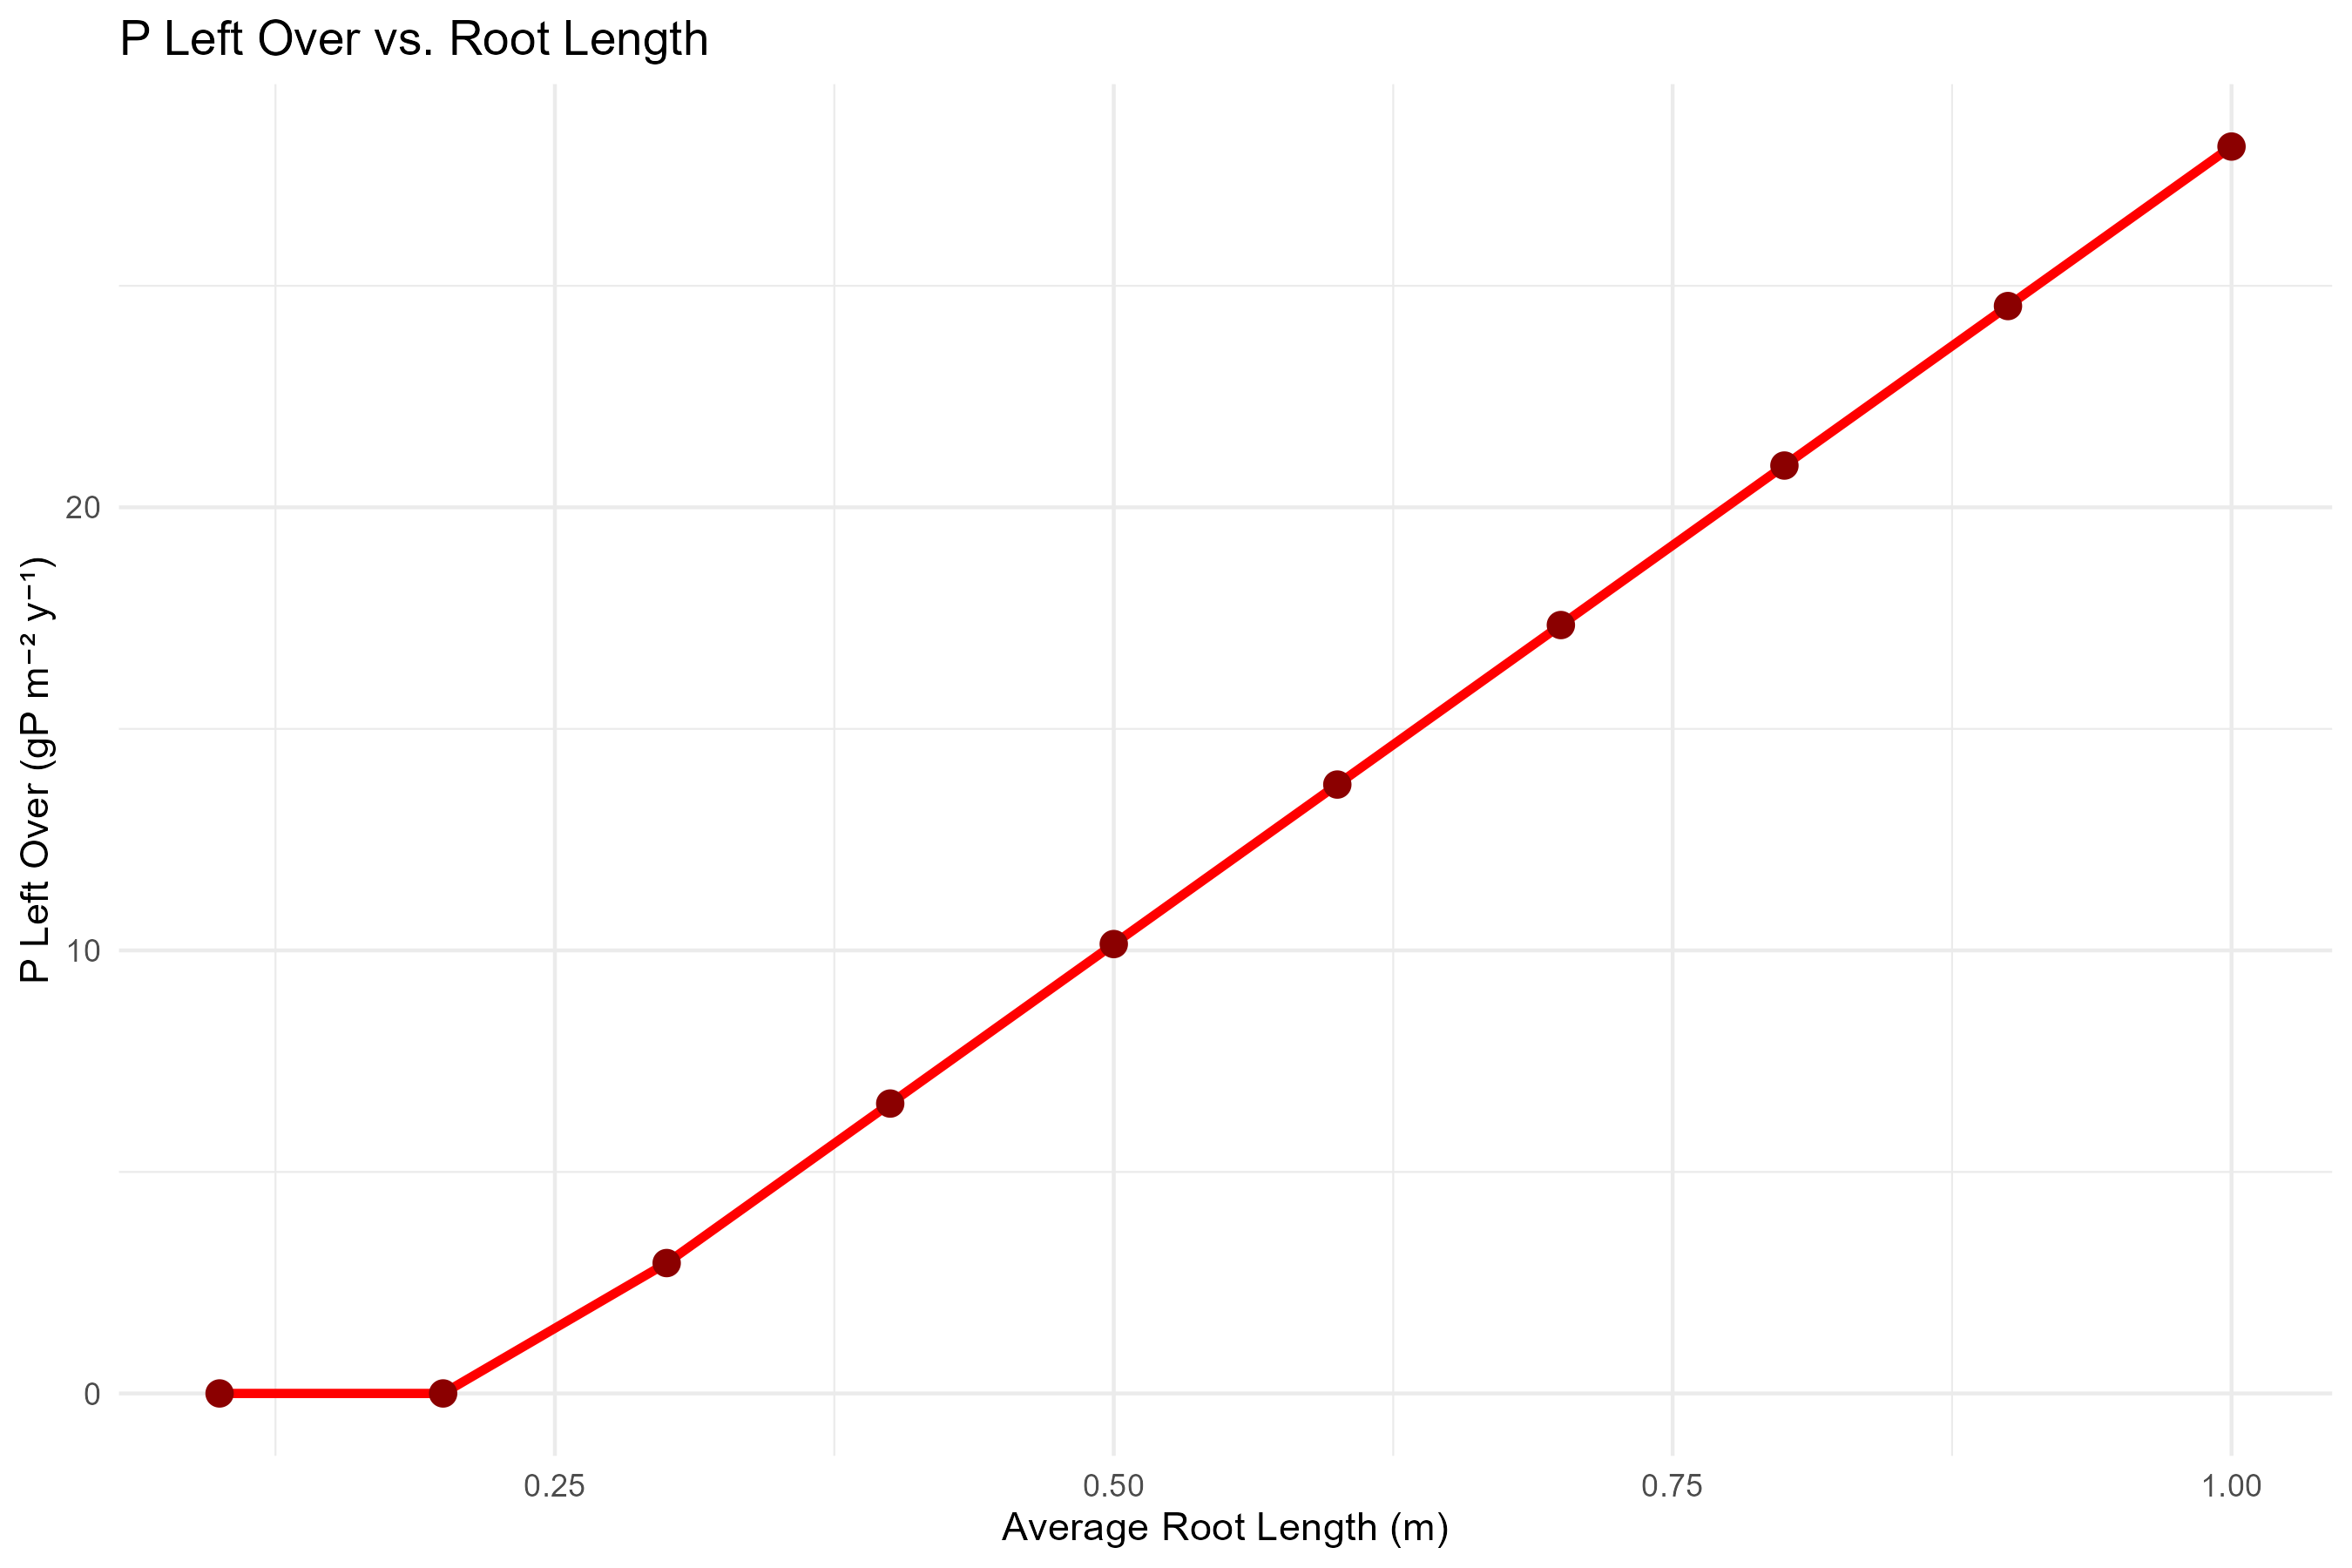 P Left Over vs. Root Length
P Left Over (gP m⁻² y⁻¹)
20
10
0
0.25
0.50
0.75
1.00
Average Root Length (m)